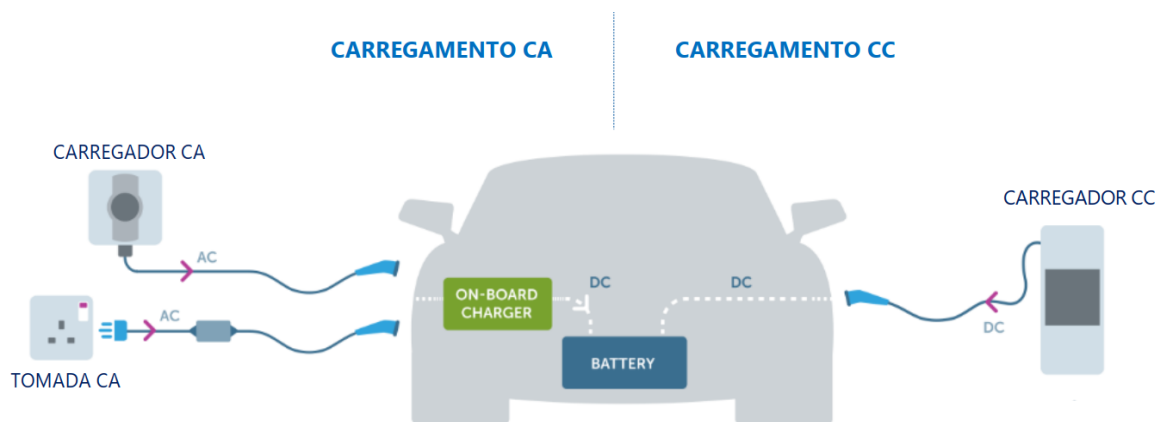 CARREGAMENTO CA
CARREGAMENTO CC
CARREGADOR CA
AC
TOMADA CA
AC
ON-BOARD
CHARGER
DC
DC
BATTERY
CARREGADOR CC
DC